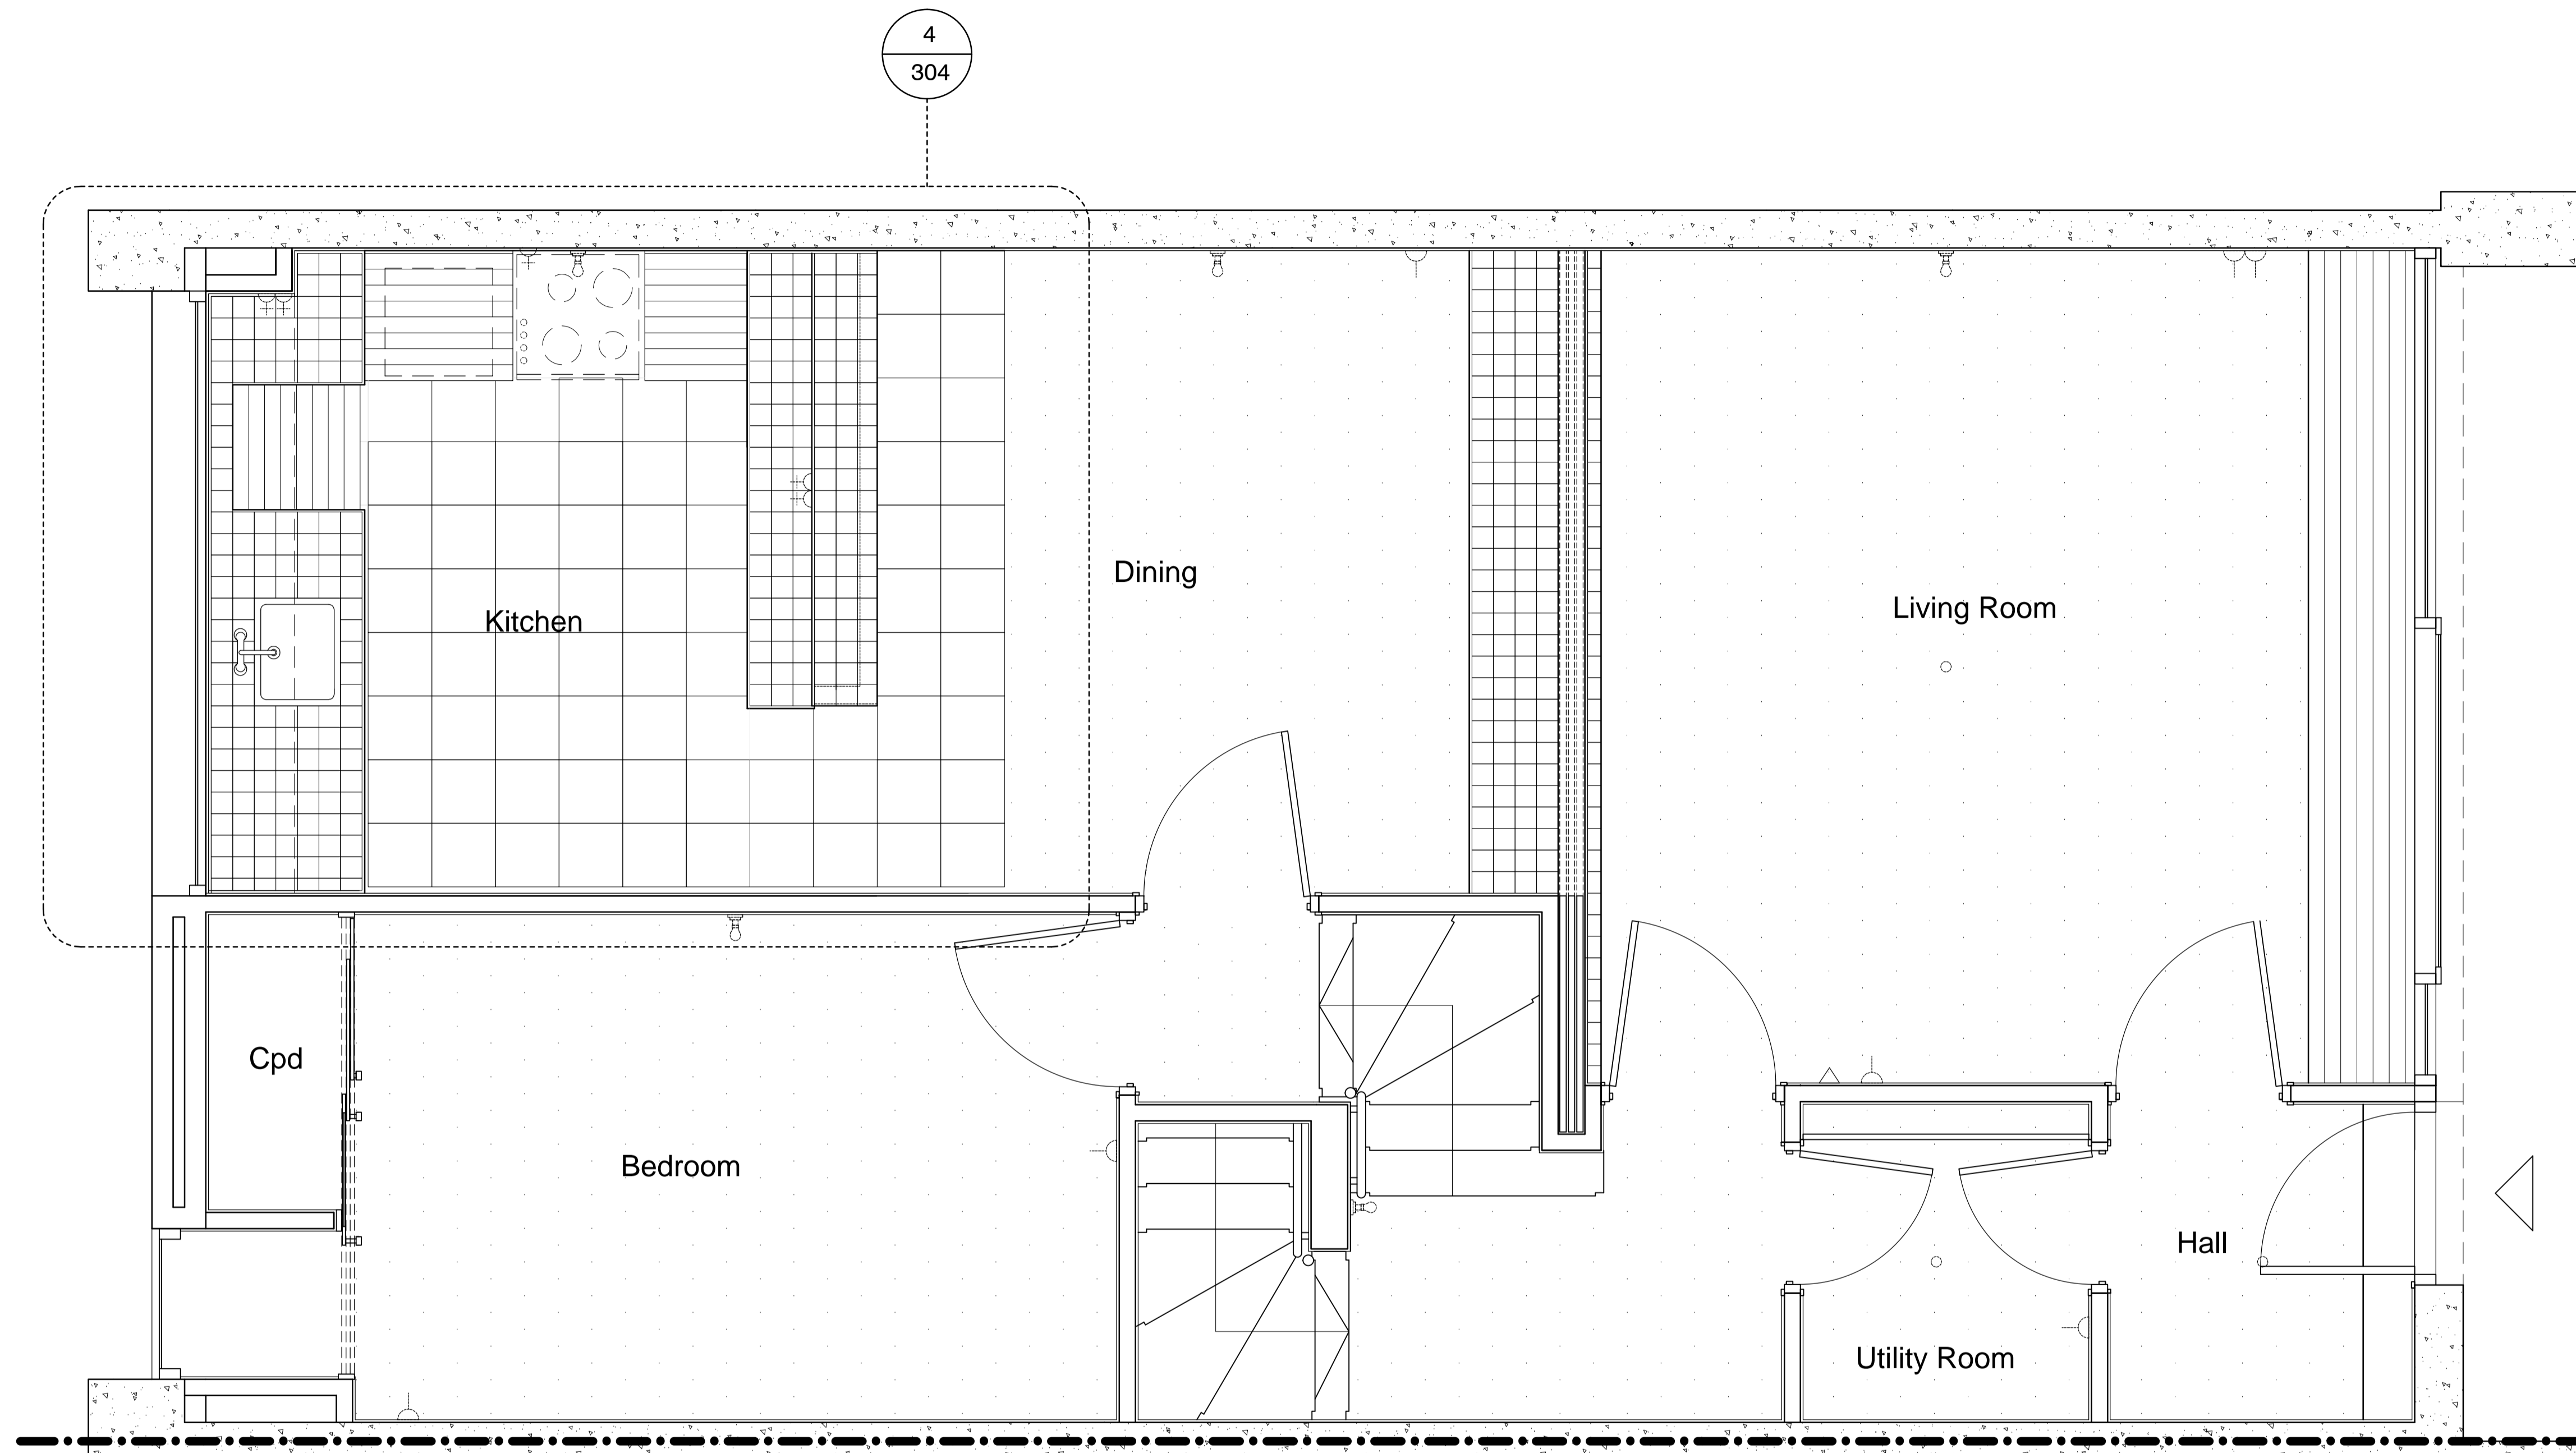 4
304
Dining
Living Room
Kitchen
Cpd
Bedroom
Hall
Utility Room